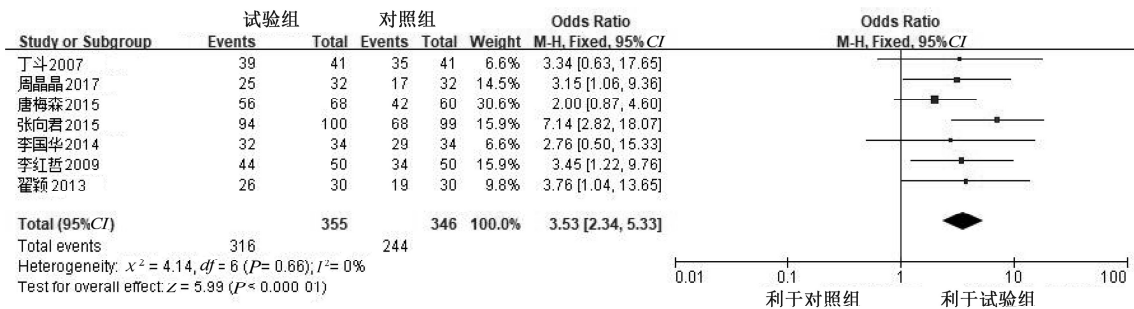 试验组 对照组 Odds Ratio Odds Ratio
Study or Subgroup Events Total Events Total Weight M-H, Fixed, 95%CI M-H, Fixed, 95%CI
丁斗2007 39 41 35 41 6.6% 3.34 [0.63, 17.65]
周晶晶2017 25 32 17 32 14.5% 3.15 [1.06, 9.36]
唐梅森2015 56 68 42 60 30.6% 2.00 [0.87, 4.60]
张向君2015 94 100 68 99 15.9% 7.14 [2.82, 18.07]
李国华2014 32 34 29 34 6.6% 2.76 [0.50, 15.33]
李红哲2009 44 50 34 50 15.9% 3.45 [1.22, 9.76]
翟颖2013 26 30 19 30 9.8% 3.76 [1.04, 13.65]
Total (95%CI) 355 346 100.0% 3.53 [2.34, 5.33]
Total events 316 244
Heterogeneity: x² = 4.14, df = 6 (P= 0.66); I²= 0%
Test for overall effect: Z = 5.99 (P < 0.000 01)
0.01 0.1 1 10 100
利于对照组 利于试验组